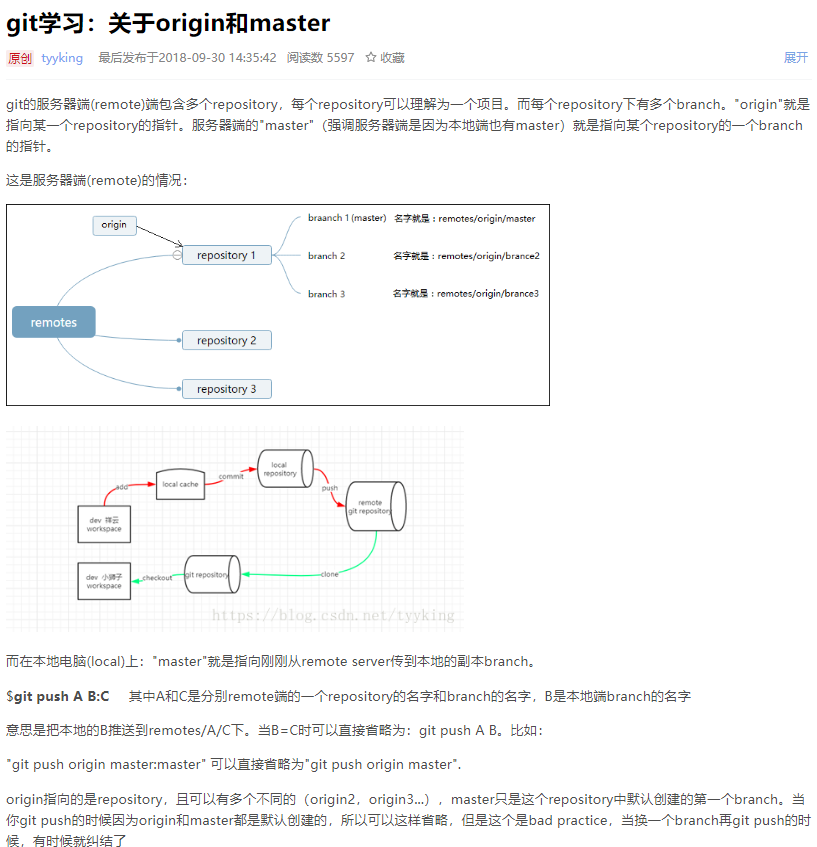 git学习：关于origin和master
原创 tyyking 最后发布于2018-09-30 14:35:42 阅读数 5597 ☆ 收藏 展开
git的服务器端(remote)端包含多个repository，每个repository可以理解为一个项目。而每个repository下有多个branch。"origin"就是
指向某一个repository的指针。服务器端的"master"（强调服务器端是因为本地端也有master）就是指向某个repository的一个branch
的指针。
这是服务器端(remote)的情况：
origin
braanch 1 (master) 名字就是：remotes/origin/master
repository 1
branch 2 名字就是：remotes/origin/brance2
branch 3 名字就是：remotes/origin/brance3
remotes
repository 2
repository 3
local
repository
commit
local cache
add
push
remote
git repository
dev 祥云
workspace
dev 小狮子
workspace
checkout
git repository
clone
https://blog.csdn.net/tyyking
而在本地电脑(local)上："master"就是指向刚刚从remote server传到本地的副本branch。
$git push A B:C 其中A和C是分别remote端的一个repository的名字和branch的名字，B是本地端branch的名字
意思是把本地的B推送到remotes/A/C下。当B=C时可以直接省略为：git push A B。比如：
"git push origin master:master" 可以直接省略为"git push origin master".
origin指向的是repository，且可以有多个不同的（origin2，origin3...），master只是这个repository中默认创建的第一个branch。当
你git push的时候因为origin和master都是默认创建的，所以可以这样省略，但是这个是bad practice，当换一个branch再git push的时
候，有时候就纠结了